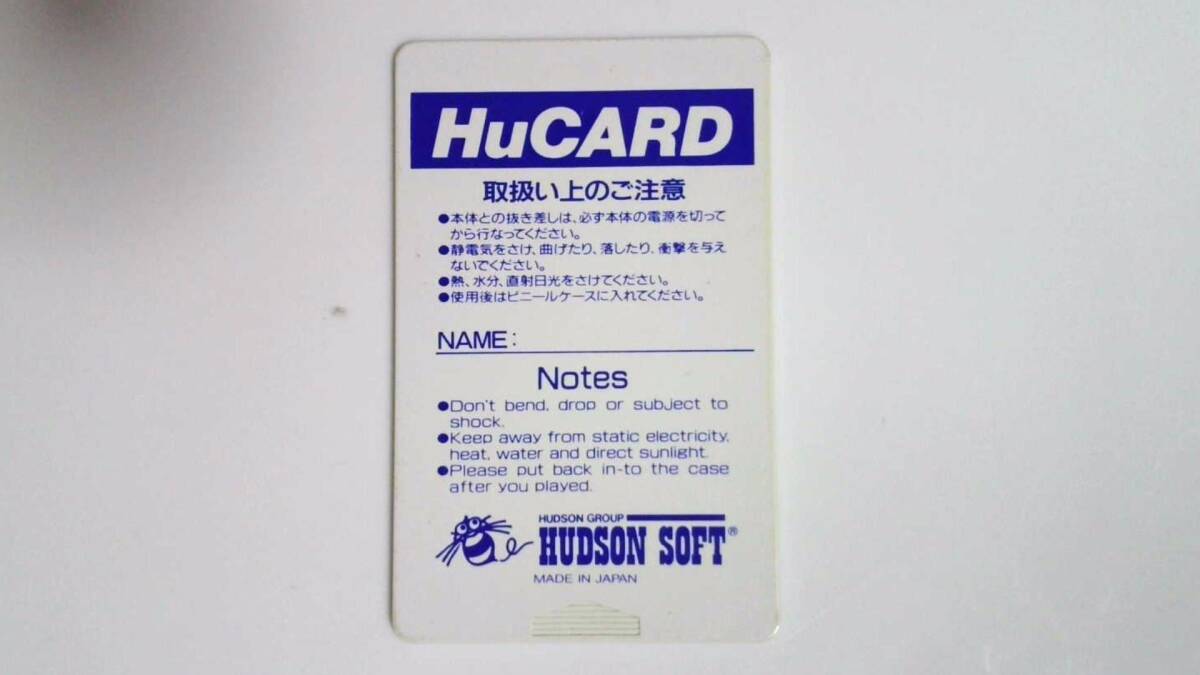 HuCARD
取扱い上のご注意
●本体との抜き差しは、必ず本体の電源を切って
から行なってください。
●静電気をさけ、曲げたり、落したり、衝撃を与え
ないでください。
●熱、水分、直射日光をさけてください。
●使用後はビニールケースに入れてください。
NAME:
Notes
●Don't bend, drop or subject to
shock.
●Keep away from static electricity,
heat, water and direct sunlight.
●Please put back in-to the case
after you played.
HUDSON GROUP
HUDSON SOFT®
MADE IN JAPAN